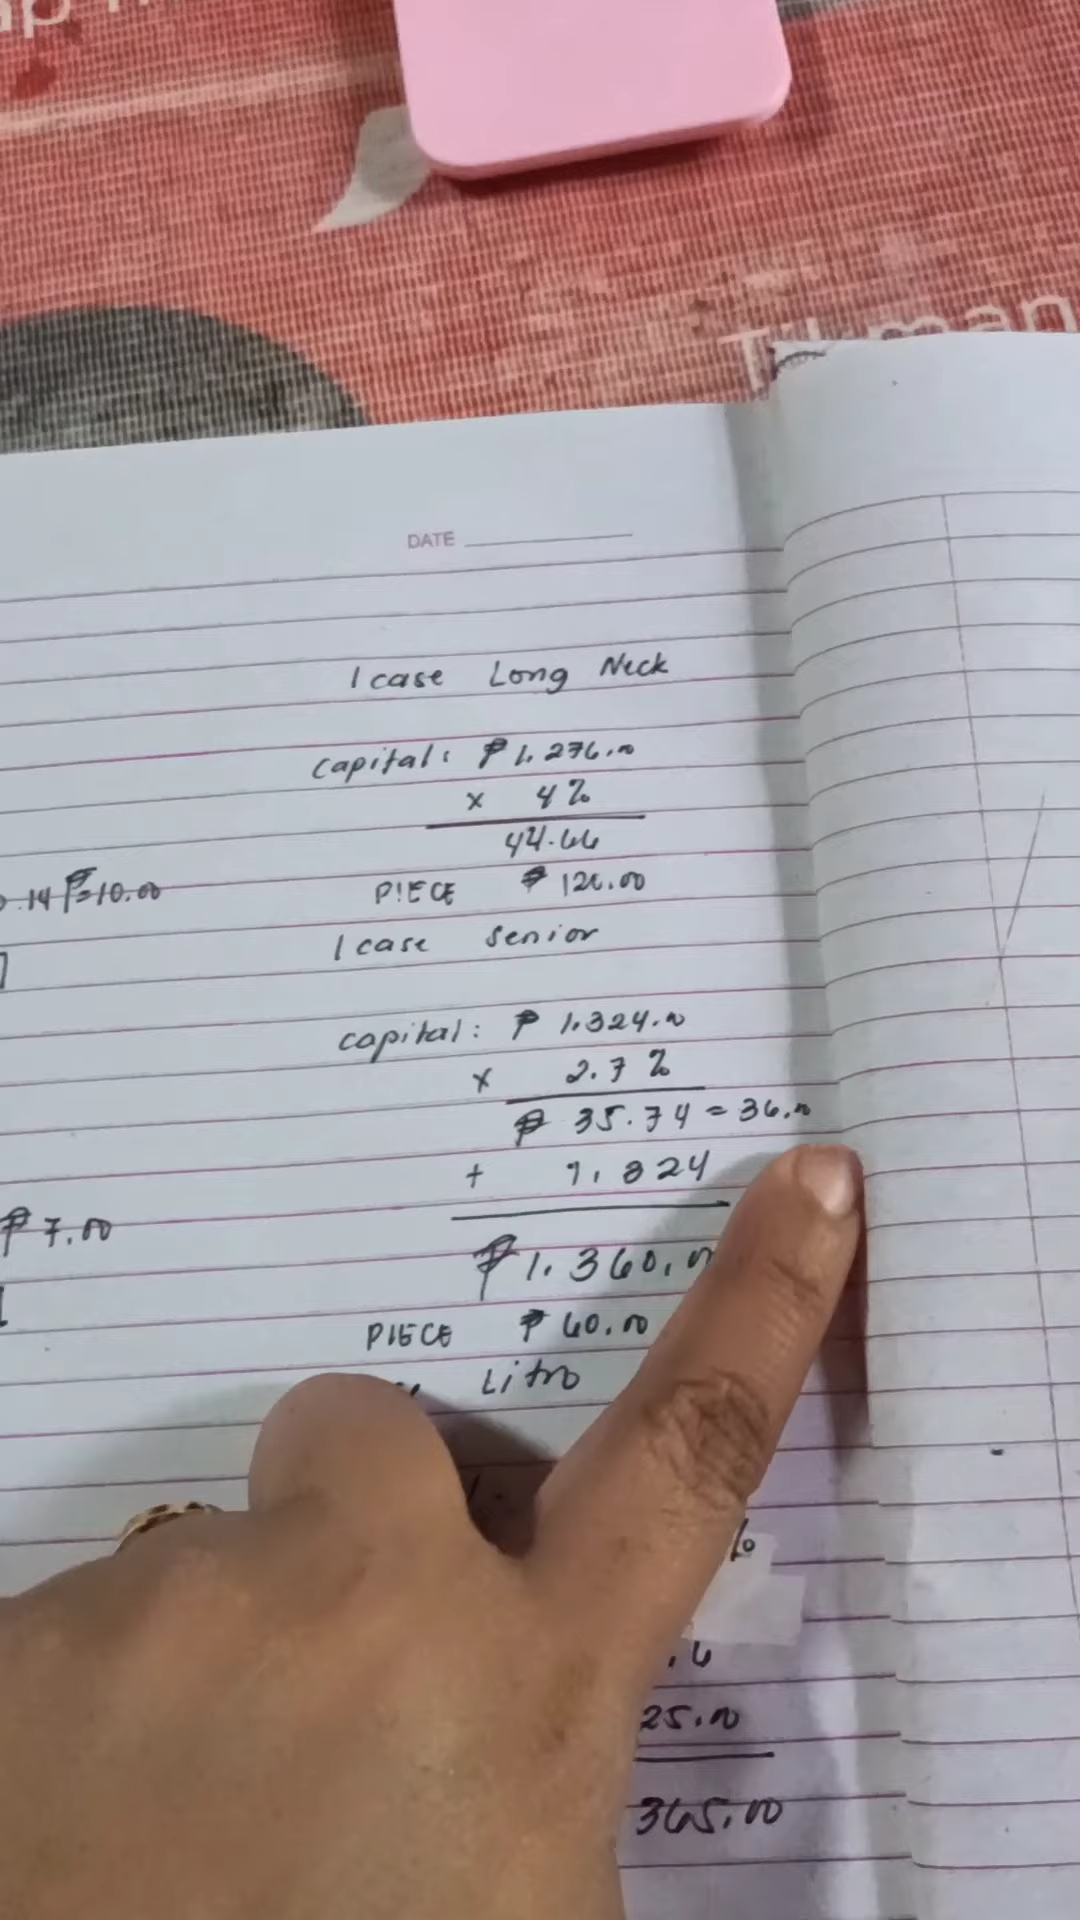 Tikman
DATE
1 case Long Neck
capital: ₱ 1,276.00
x 4%
44.66
PIECE ₱ 120.00
.14 ₱=10.00
1 case Senior
capital: ₱ 1.324.00
x 2.7%
₱ 35.74 = 36.00
+ 1,324
₱ 7.00
₱ 1.360.00
PIECE ₱ 60.00
Litro
25.00
365.00